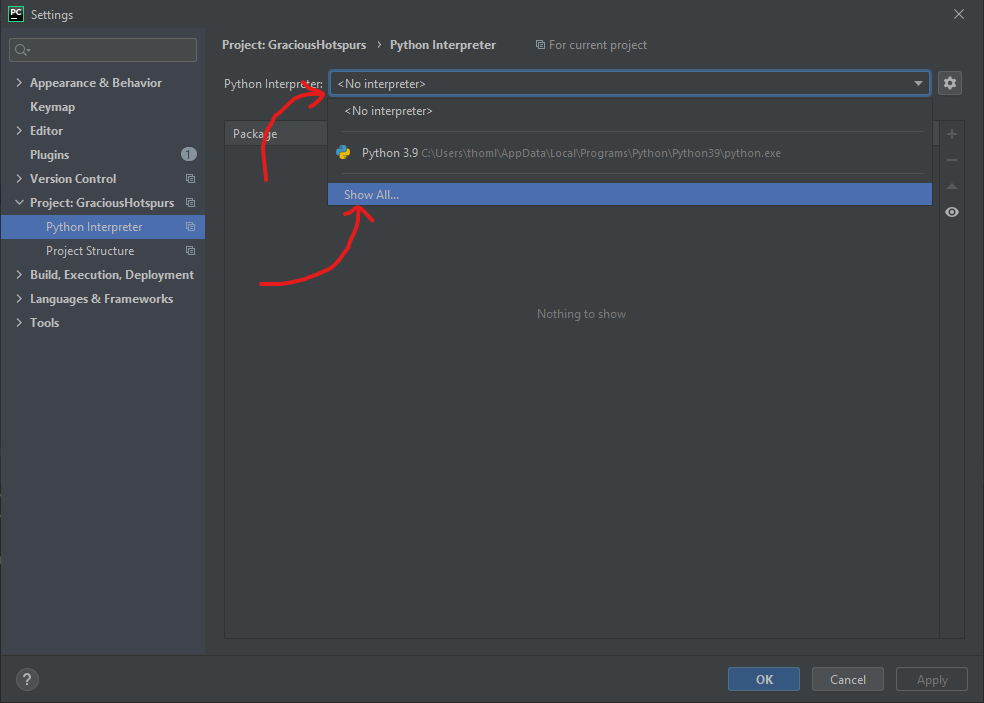 PC Settings
Project: GraciousHotspurs › Python Interpreter For current project
Appearance & Behavior
Keymap
Editor
Plugins 1
Version Control
Project: GraciousHotspurs
Python Interpreter
Project Structure
Build, Execution, Deployment
Languages & Frameworks
Tools
Python Interpreter: <No interpreter>
<No interpreter>
Python 3.9 C:\Users\thoml\AppData\Local\Programs\Python\Python39\python.exe
Show All...
Package
Nothing to show
? OK Cancel Apply